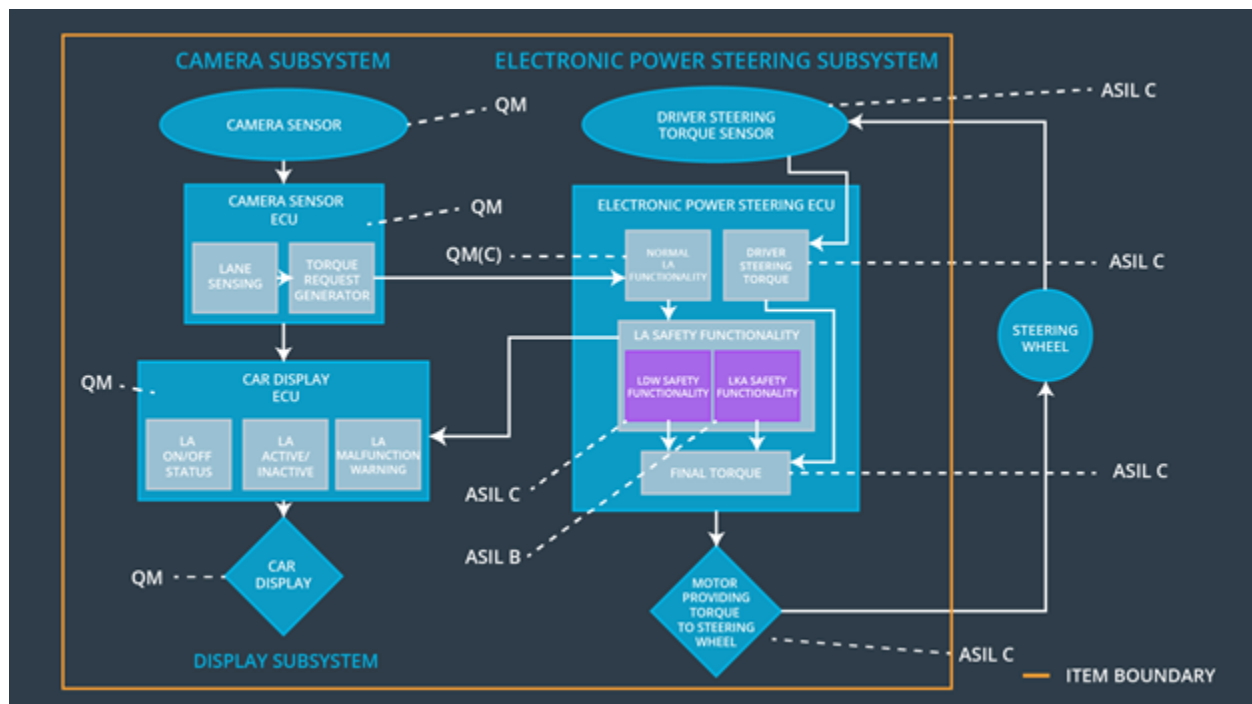 CAMERA SUBSYSTEM
ELECTRONIC POWER STEERING SUBSYSTEM
CAMERA SENSOR
QM
DRIVER STEERING
TORQUE SENSOR
ASIL C
CAMERA SENSOR
ECU
QM
ELECTRONIC POWER STEERING ECU
LANE
SENSING
TORQUE
REQUEST
GENERATOR
QM(C)
NORMAL
LA
FUNCTIONALITY
DRIVER
STEERING
TORQUE
ASIL C
STEERING
WHEEL
LA SAFETY FUNCTIONALITY
LDW SAFETY
FUNCTIONALITY
LKA SAFETY
FUNCTIONALITY
QM
CAR DISPLAY
ECU
LA
ON/OFF
STATUS
LA
ACTIVE/
INACTIVE
LA
MALFUNCTION
WARNING
FINAL TORQUE
ASIL C
ASIL C
ASIL B
QM
CAR
DISPLAY
MOTOR
PROVIDING
TORQUE
TO STEERING
WHEEL
ASIL C
DISPLAY SUBSYSTEM
ITEM BOUNDARY